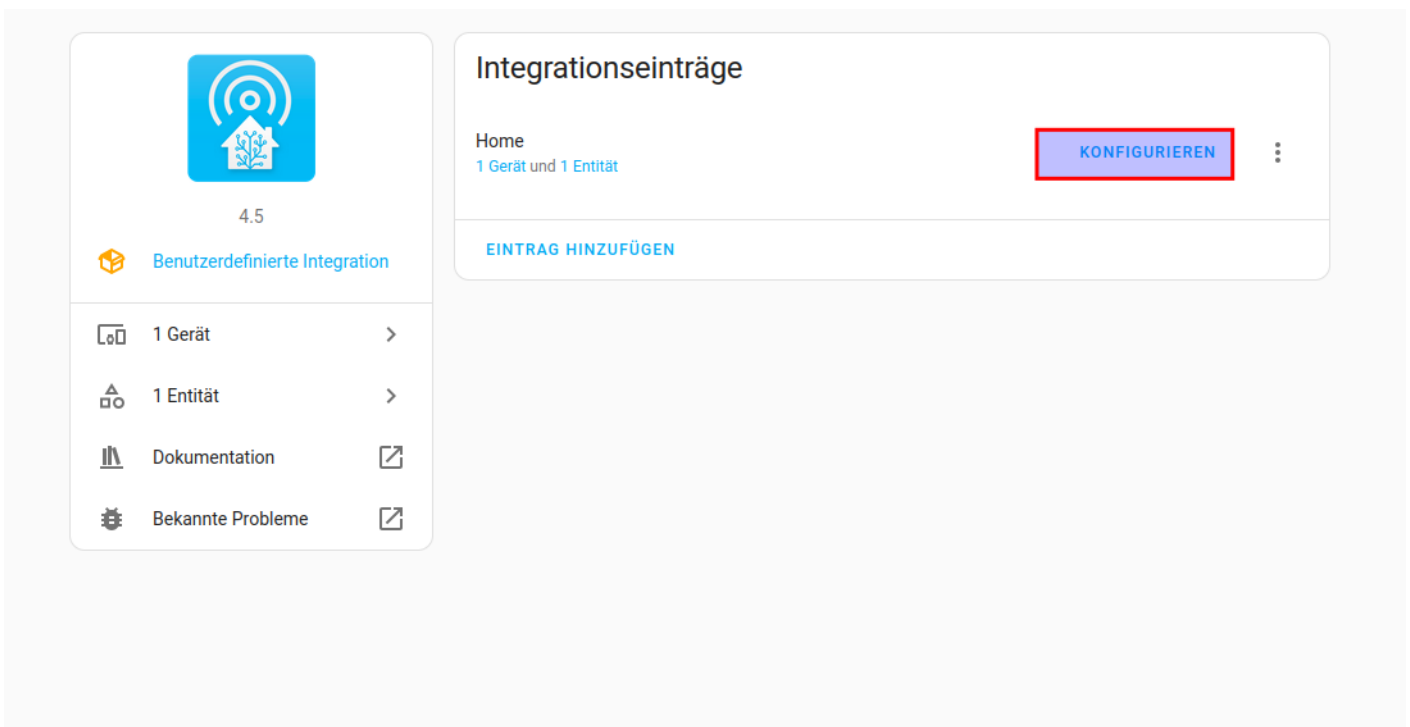 4.5
Benutzerdefinierte Integration
1 Gerät
1 Entität
Dokumentation
Bekannte Probleme
Integrationseinträge
Home
1 Gerät und 1 Entität
KONFIGURIEREN
EINTRAG HINZUFÜGEN